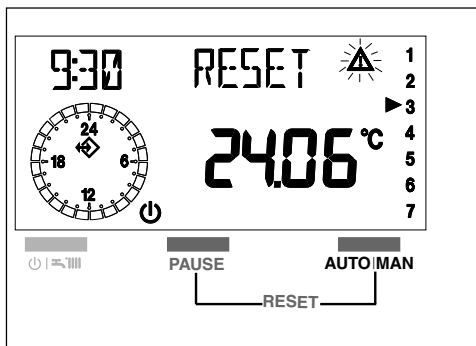 9:30 RESET 1
2
3
24
24.06 °C 4
18 6 5
6
12 7
PAUSE AUTO MAN
RESET